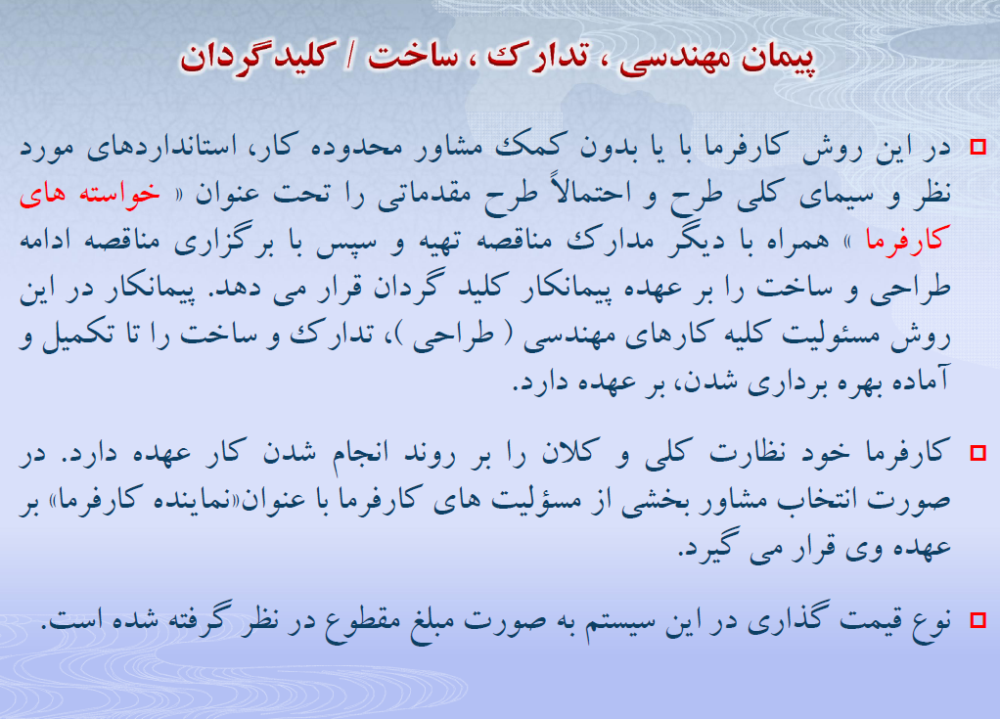 پیمان مهندسی ، تدارک ، ساخت / کلیدگردان
در این روش کارفرما با یا بدون کمک مشاور محدوده کار، استانداردهای مورد
نظر و سیمای کلی طرح و احتمالاً طرح مقدماتی را تحت عنوان « خواسته های
کارفرما » همراه با دیگر مدارک مناقصه تهیه و سپس با برگزاری مناقصه ادامه
طراحی و ساخت را بر عهده پیمانکار کلید گردان قرار می دهد. پیمانکار در این
روش مسئولیت کلیه کارهای مهندسی ( طراحی )، تدارک و ساخت را تا تکمیل و
آماده بهره برداری شدن، بر عهده دارد.
کارفرما خود نظارت کلی و کلان را بر روند انجام شدن کار عهده دارد. در
صورت انتخاب مشاور بخشی از مسؤلیت های کارفرما با عنوان«نماینده کارفرما» بر
عهده وی قرار می گیرد.
نوع قیمت گذاری در این سیستم به صورت مبلغ مقطوع در نظر گرفته شده است.